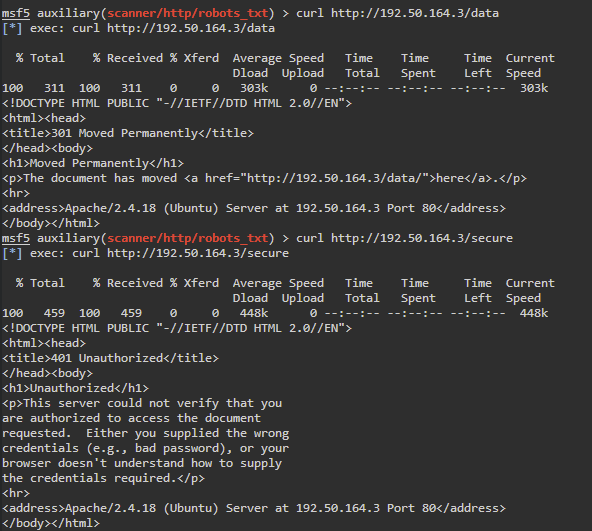 msf5 auxiliary(scanner/http/robots_txt) > curl http://192.50.164.3/data
[*] exec: curl http://192.50.164.3/data
% Total % Received % Xferd Average Speed Time Time Time Current
Dload Upload Total Spent Left Speed
100 311 100 311 0 0 303k 0 --:--:-- --:--:-- --:--:-- 303k
<!DOCTYPE HTML PUBLIC "-//IETF//DTD HTML 2.0//EN">
<html><head>
<title>301 Moved Permanently</title>
</head><body>
<h1>Moved Permanently</h1>
<p>The document has moved <a href="http://192.50.164.3/data/">here</a>.</p>
<hr>
<address>Apache/2.4.18 (Ubuntu) Server at 192.50.164.3 Port 80</address>
</body></html>
msf5 auxiliary(scanner/http/robots_txt) > curl http://192.50.164.3/secure
[*] exec: curl http://192.50.164.3/secure
% Total % Received % Xferd Average Speed Time Time Time Current
Dload Upload Total Spent Left Speed
100 459 100 459 0 0 448k 0 --:--:-- --:--:-- --:--:-- 448k
<!DOCTYPE HTML PUBLIC "-//IETF//DTD HTML 2.0//EN">
<html><head>
<title>401 Unauthorized</title>
</head><body>
<h1>Unauthorized</h1>
<p>This server could not verify that you
are authorized to access the document
requested. Either you supplied the wrong
credentials (e.g., bad password), or your
browser doesn't understand how to supply
the credentials required.</p>
<hr>
<address>Apache/2.4.18 (Ubuntu) Server at 192.50.164.3 Port 80</address>
</body></html>